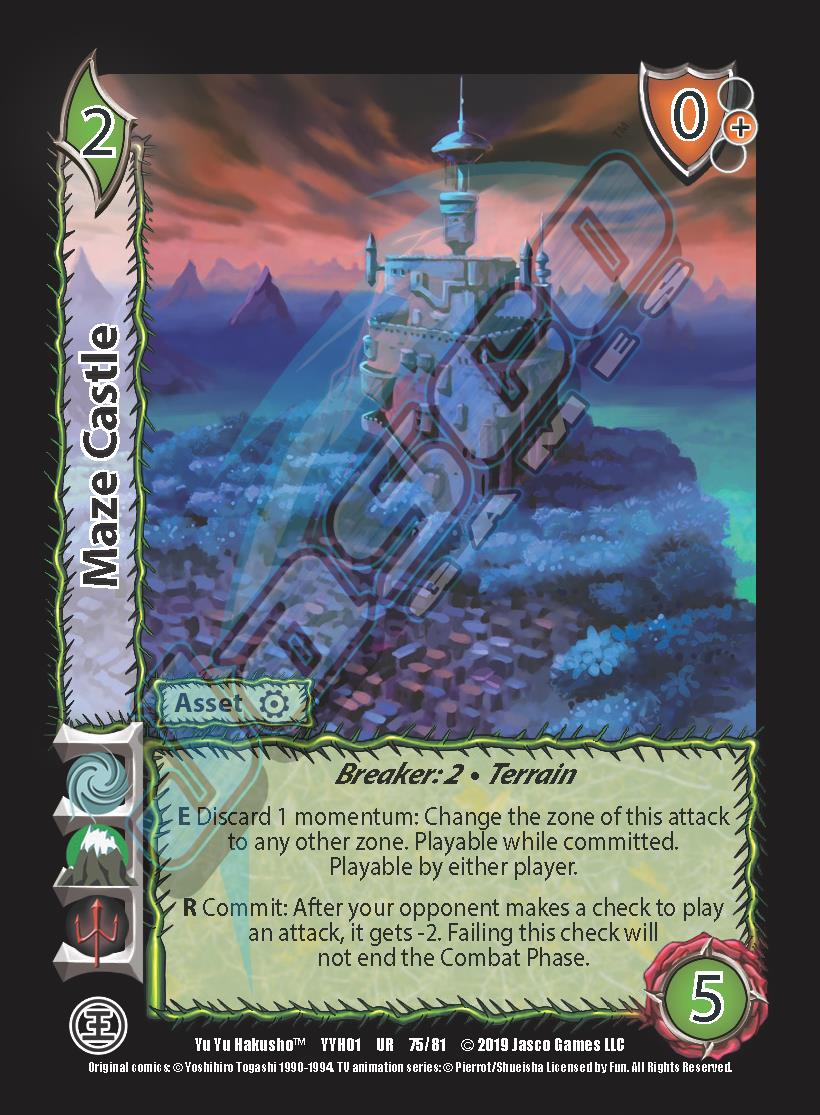 2
0
+
™
JASCO
GAMES
Maze Castle
Asset
Breaker: 2 • Terrain
E Discard 1 momentum: Change the zone of this attack
to any other zone. Playable while committed.
Playable by either player.
R Commit: After your opponent makes a check to play
an attack, it gets -2. Failing this check will
not end the Combat Phase.
5
Yu Yu Hakusho™ YYH01 UR 75/81 © 2019 Jasco Games LLC
Original comics: © Yoshihiro Togashi 1990-1994. TV animation series: © Pierrot/Shueisha Licensed by Fun. All Rights Reserved.